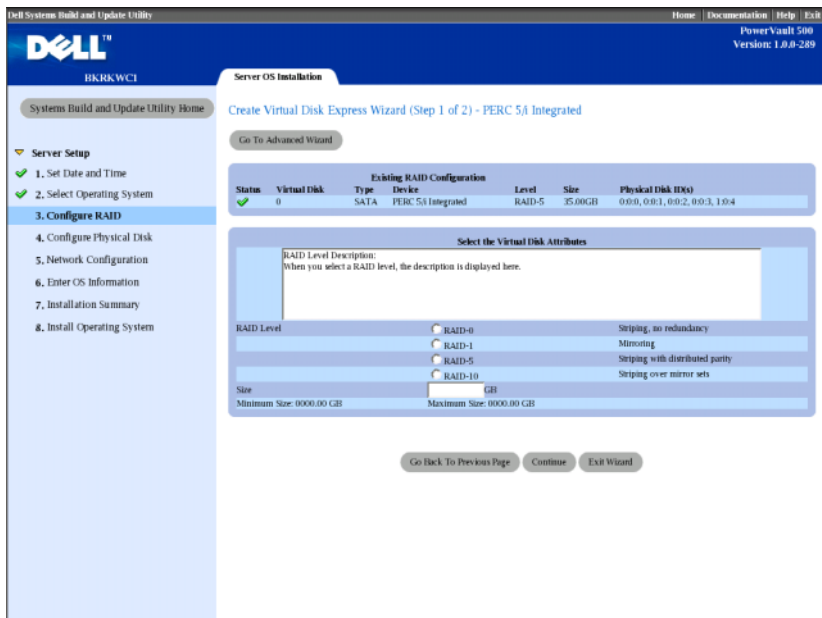 Dell Systems Build and Update Utility
Home Documentation Help Exit
DELL™
PowerVault 500
Version: 1.0.0-289
BKRKWC1
Server OS Installation
Systems Build and Update Utility Home
Server Setup
1. Set Date and Time
2. Select Operating System
3. Configure RAID
4. Configure Physical Disk
5. Network Configuration
6. Enter OS Information
7. Installation Summary
8. Install Operating System
Create Virtual Disk Express Wizard (Step 1 of 2) - PERC 5/i Integrated
Go To Advanced Wizard
Existing RAID Configuration
Status Virtual Disk Type Device Level Size Physical Disk ID(s)
0 SATA PERC 5/i Integrated RAID-5 35.00GB 0:0:0, 0:0:1, 0:0:2, 0:0:3, 1:0:4
Select the Virtual Disk Attributes
RAID Level Description:
When you select a RAID level, the description is displayed here.
RAID Level RAID-0 Striping, no redundancy
RAID-1 Mirroring
RAID-5 Striping with distributed parity
RAID-10 Striping over mirror sets
Size GB
Minimum Size: 0000.00 GB Maximum Size: 0000.00 GB
Go Back To Previous Page Continue Exit Wizard